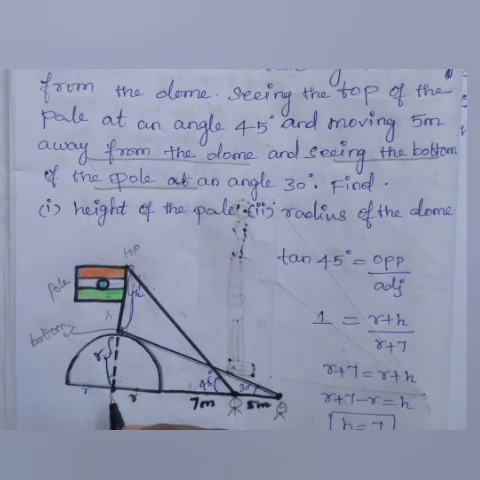 from the dome. Seeing the top of the
pole at an angle 45° and moving 5m
away from the dome and seeing the bottom
of the pole at an angle 30°. Find.
(i) height of the pole. (ii) radius of the dome
top
pole
h
h
bottom
r
r
r
45°
30
7m
5m
tan 45° = opp/adj
1 = r+h/r+7
r+7 = r+h
r+7-r = h
h = 7